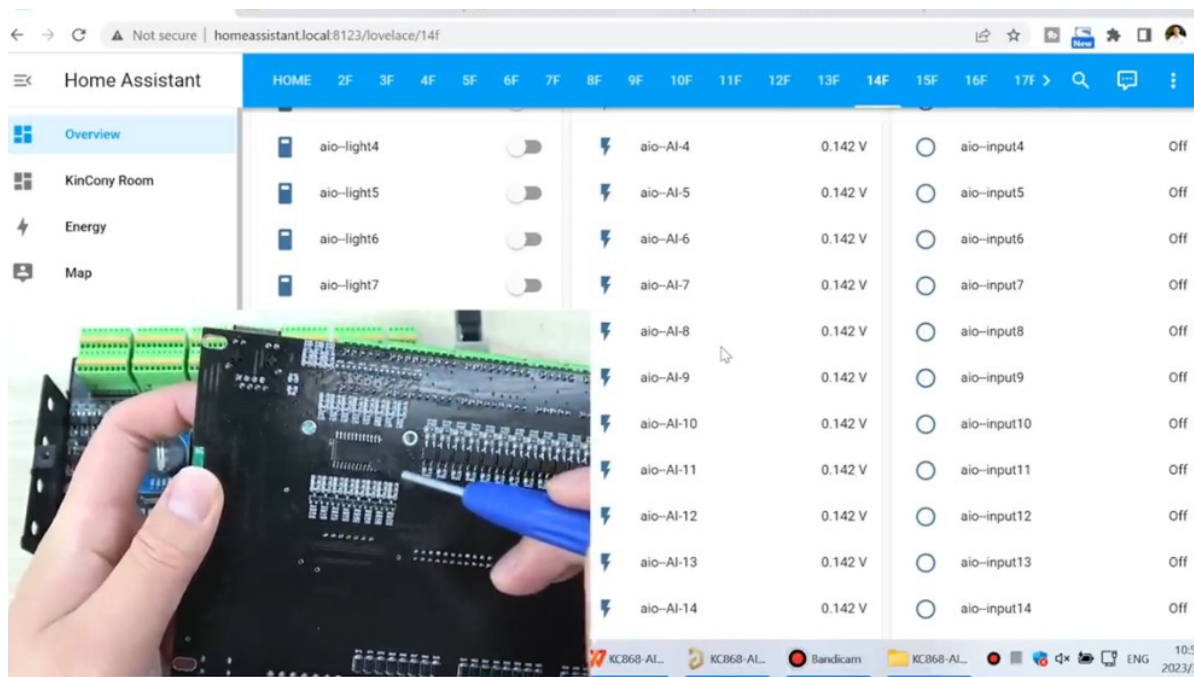 Not secure | homeassistant.local:8123/lovelace/14f
New
Home Assistant
HOME 2F 3F 4F 5F 6F 7F 8F 9F 10F 11F 12F 13F 14F 15F 16F 17F
Overview
KinCony Room
Energy
Map
aio--light4
aio--light5
aio--light6
aio--light7
aio--AI-4 0.142 V
aio--AI-5 0.142 V
aio--AI-6 0.142 V
aio--AI-7 0.142 V
aio--AI-8 0.142 V
aio--AI-9 0.142 V
aio--AI-10 0.142 V
aio--AI-11 0.142 V
aio--AI-12 0.142 V
aio--AI-13 0.142 V
aio--AI-14 0.142 V
aio--input4 Off
aio--input5 Off
aio--input6 Off
aio--input7 Off
aio--input8 Off
aio--input9 Off
aio--input10 Off
aio--input11 Off
aio--input12 Off
aio--input13 Off
aio--input14 Off
KC868-AI... KC868-AI... Bandicam KC868-AI... ENG
10:5
2023/